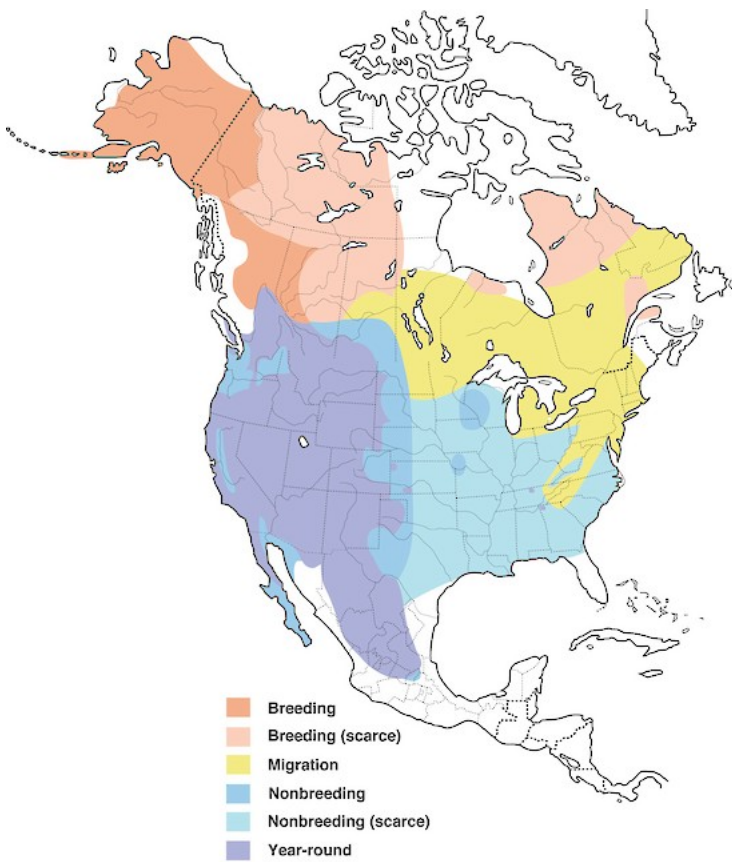 Breeding
Breeding (scarce)
Migration
Nonbreeding
Nonbreeding (scarce)
Year-round